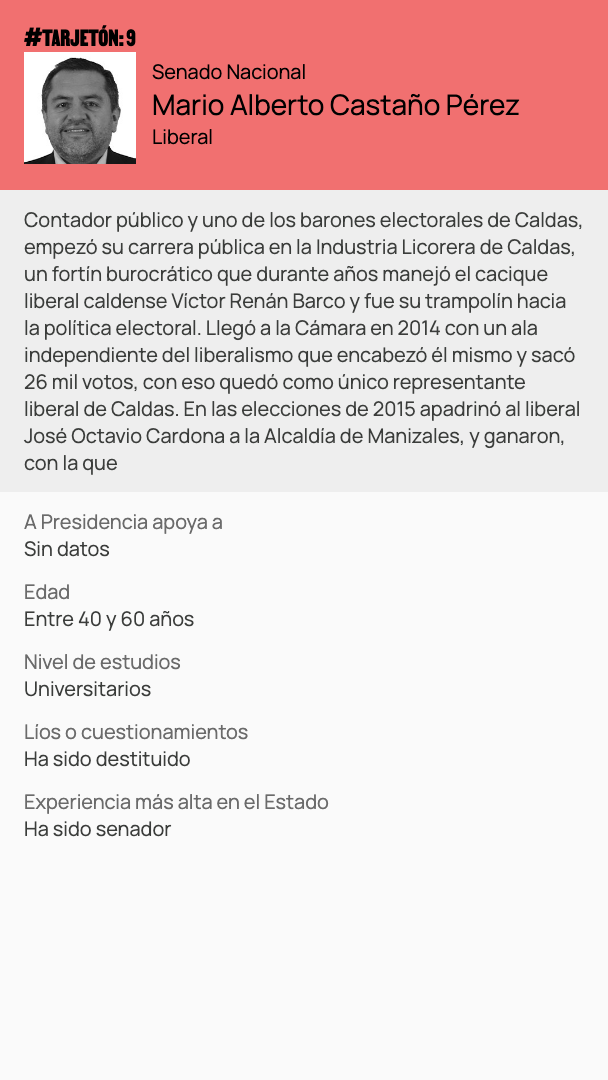 #TARJETÓN: 9
Senado Nacional
Mario Alberto Castaño Pérez
Liberal
Contador público y uno de los barones electorales de Caldas,
empezó su carrera pública en la Industria Licorera de Caldas,
un fortín burocrático que durante años manejó el cacique
liberal caldense Víctor Renán Barco y fue su trampolín hacia
la política electoral. Llegó a la Cámara en 2014 con un ala
independiente del liberalismo que encabezó él mismo y sacó
26 mil votos, con eso quedó como único representante
liberal de Caldas. En las elecciones de 2015 apadrinó al liberal
José Octavio Cardona a la Alcaldía de Manizales, y ganaron,
con la que
A Presidencia apoya a
Sin datos
Edad
Entre 40 y 60 años
Nivel de estudios
Universitarios
Líos o cuestionamientos
Ha sido destituido
Experiencia más alta en el Estado
Ha sido senador